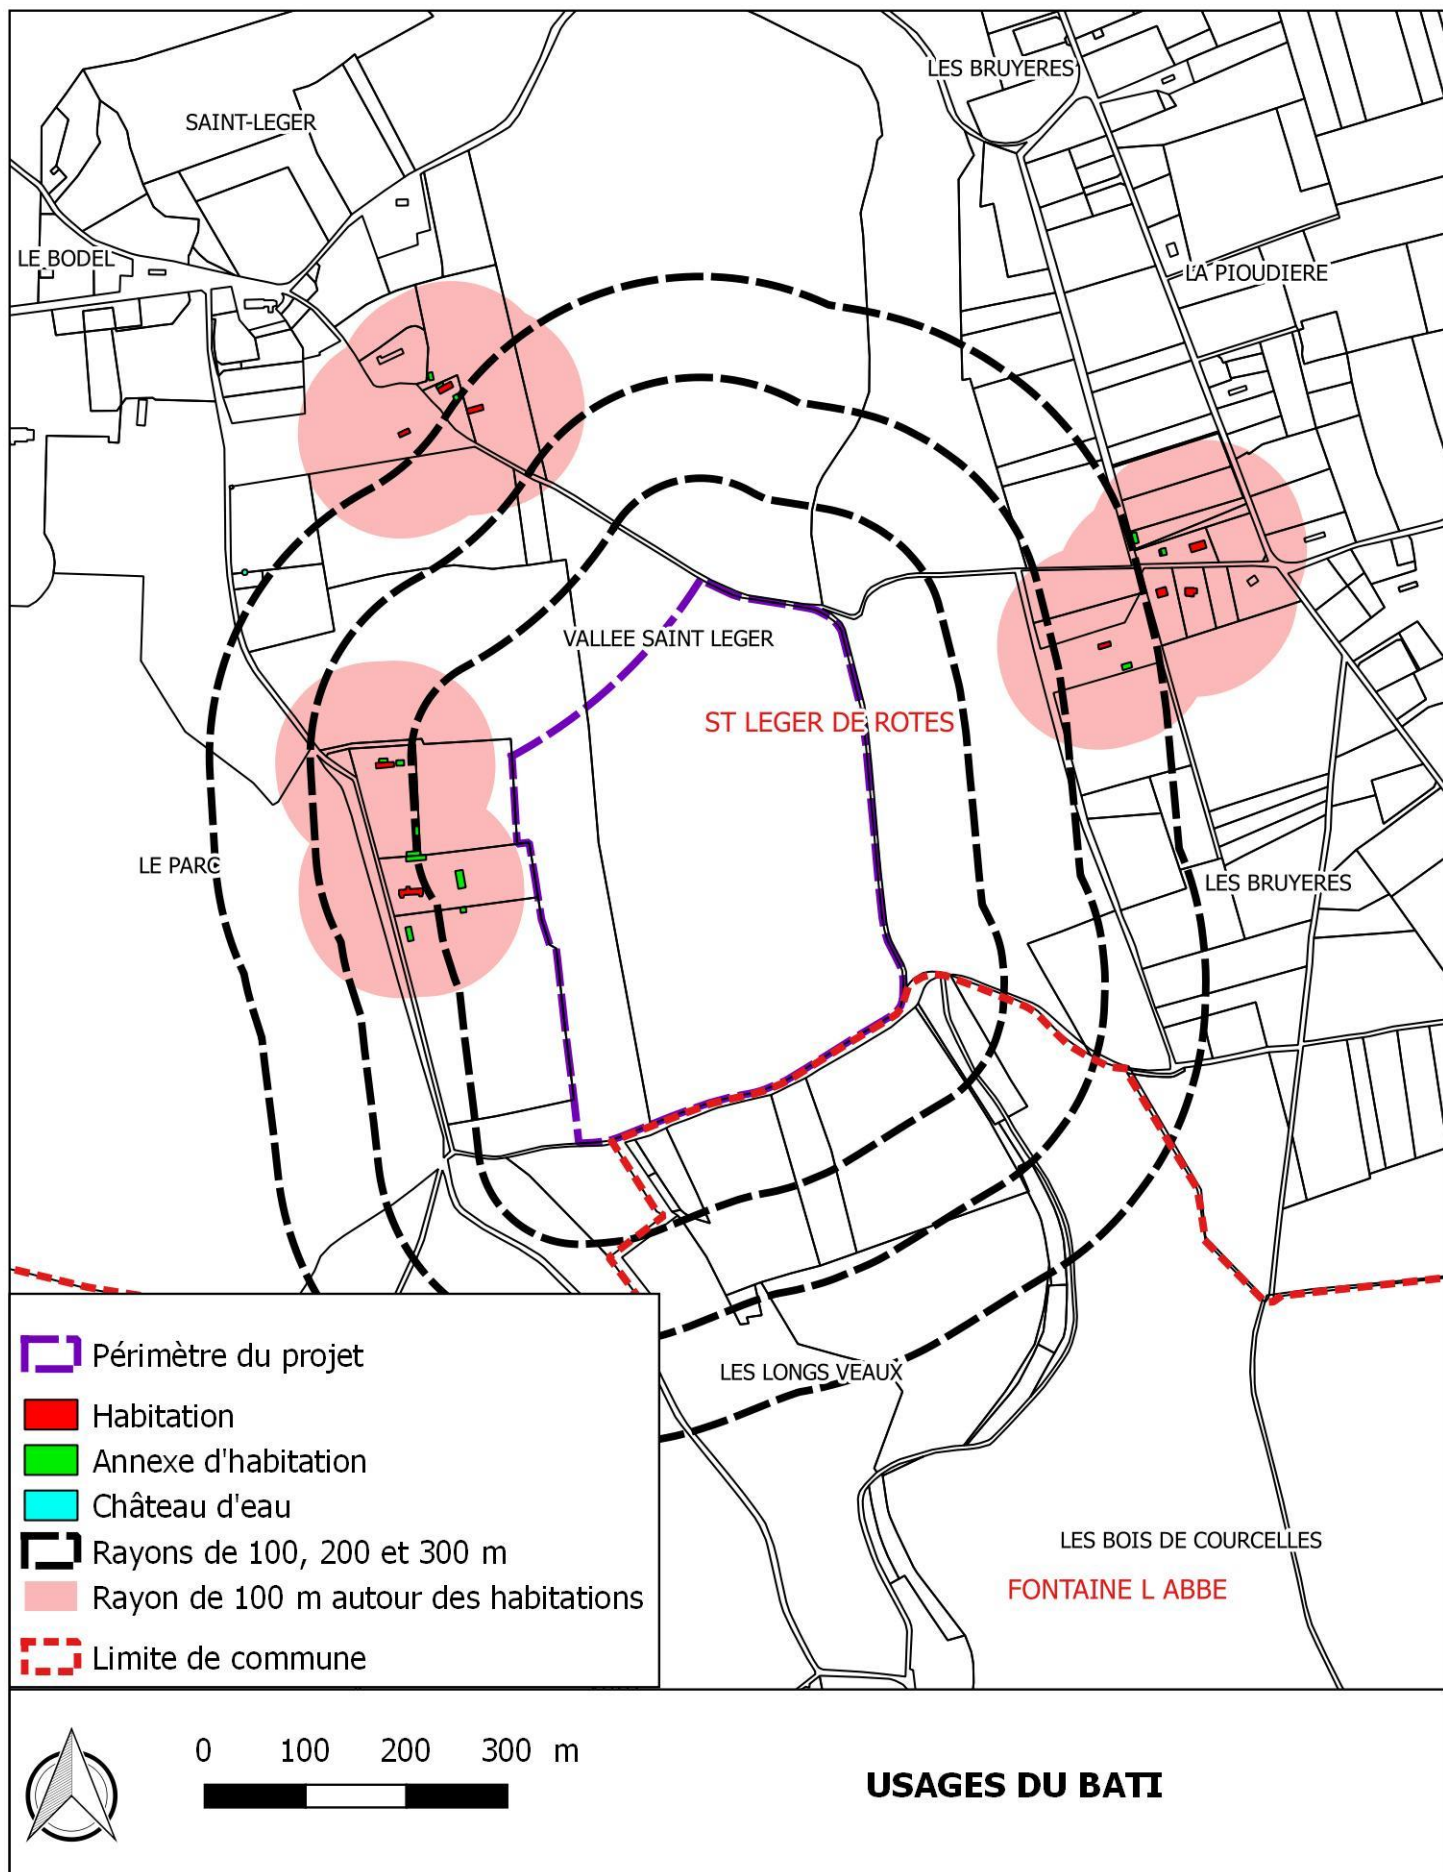 LES BRUYERES
SAINT-LEGER
LE BODEL
LA PIOUDIERE
VALLEE SAINT LEGER
ST LEGER DE ROTES
LE PARC
LES BRUYERES
LES LONGS VEAUX
LES BOIS DE COURCELLES
FONTAINE L ABBE
Périmètre du projet
Habitation
Annexe d'habitation
Château d'eau
Rayons de 100, 200 et 300 m
Rayon de 100 m autour des habitations
Limite de commune
0 100 200 300 m
USAGES DU BATI